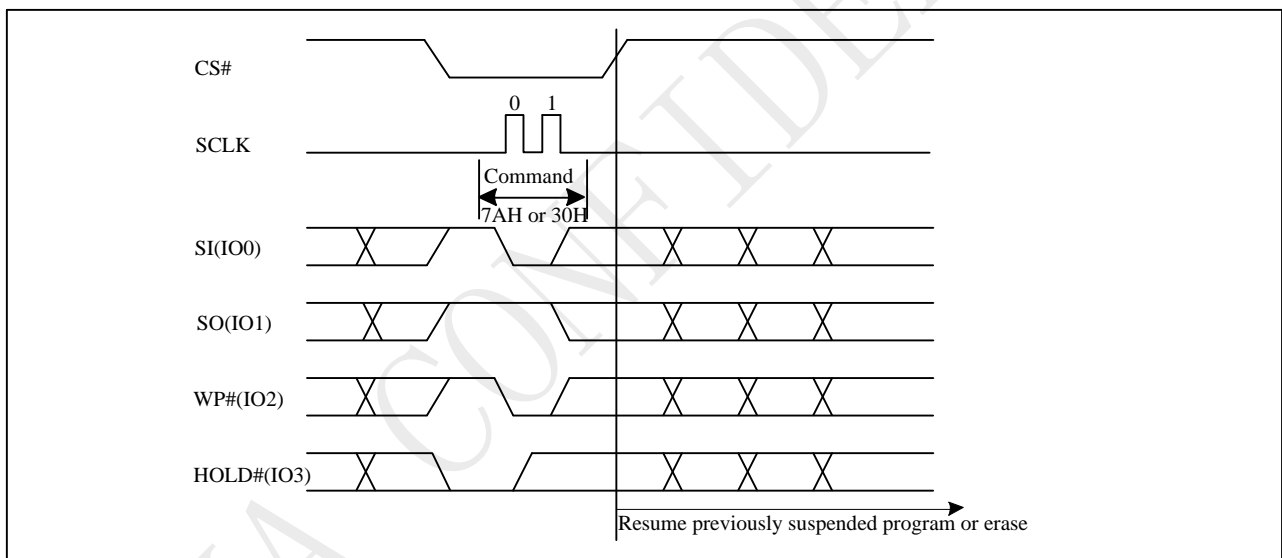 CS#
0 1
SCLK
Command
7AH or 30H
SI(IO0)
SO(IO1)
WP#(IO2)
HOLD#(IO3)
Resume previously suspended program or erase